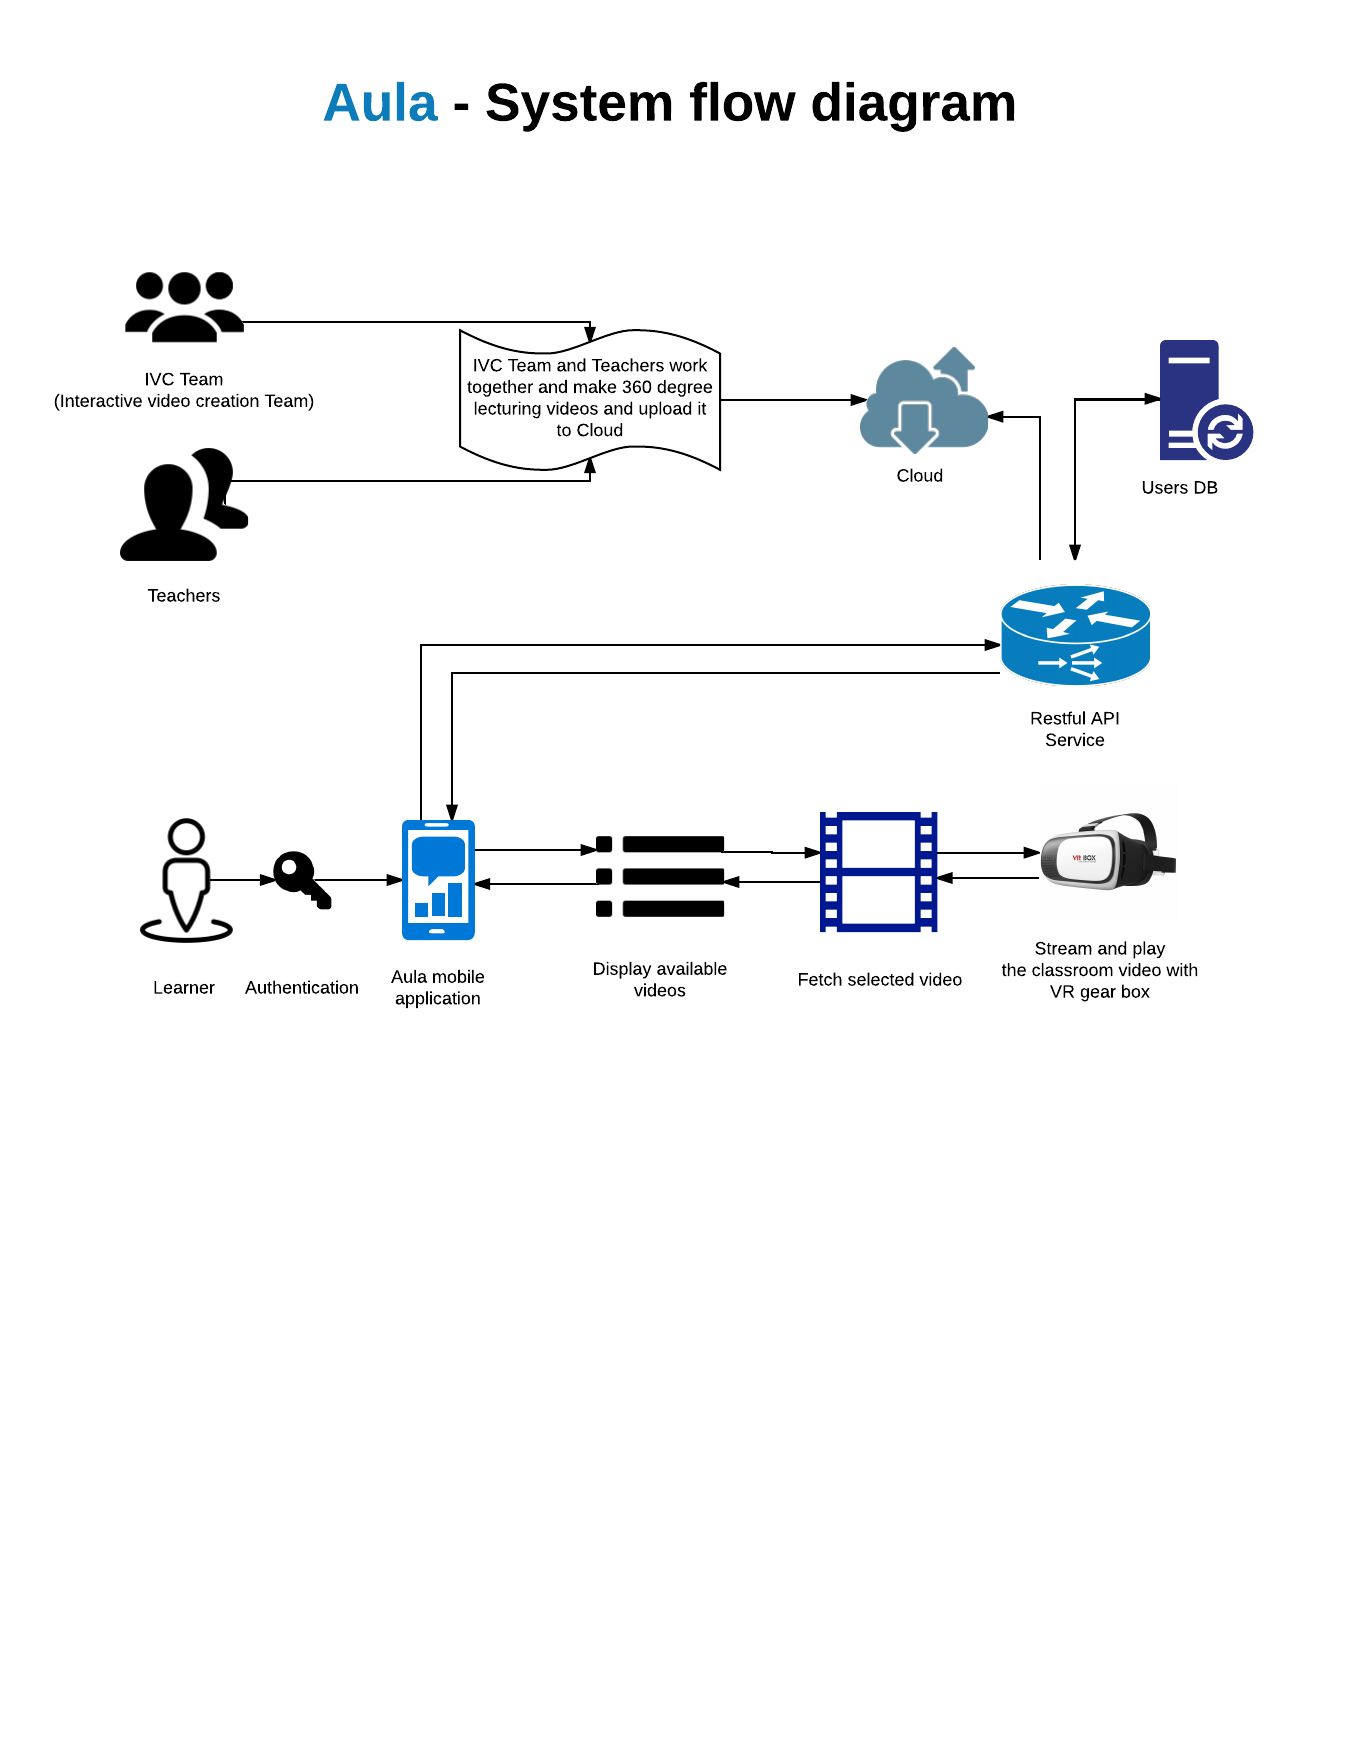 Aula - System flow diagram
IVC Team
(Interactive video creation Team)
IVC Team and Teachers work
together and make 360 degree
lecturing videos and upload it
to Cloud
Cloud
Users DB
Teachers
Restful API
Service
VR BOX
Learner
Authentication
Aula mobile
application
Display available
videos
Fetch selected video
Stream and play
the classroom video with
VR gear box